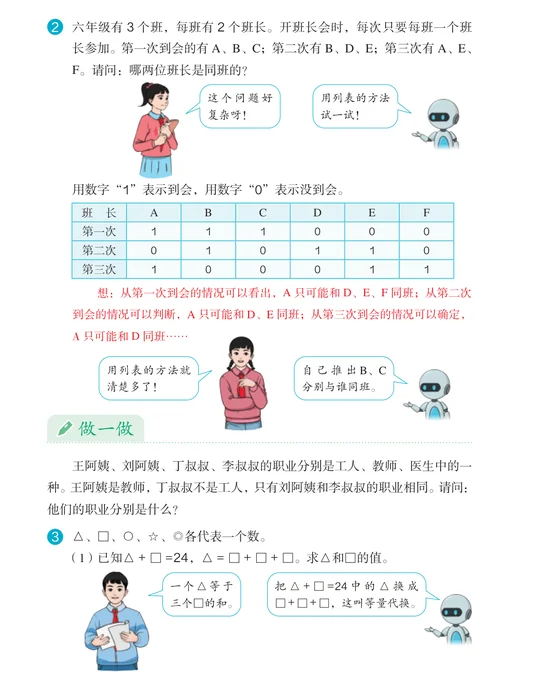 2 六年级有3个班，每班有2个班长。开班长会时，每次只要每班一个班
长参加。第一次到会的有A、B、C；第二次有B、D、E；第三次有A、E、
F。请问：哪两位班长是同班的？
这个问题好
复杂呀！
用列表的方法
试一试！
用数字“1”表示到会，用数字“0”表示没到会。
班 长 A B C D E F
第一次 1 1 1 0 0 0
第二次 0 1 0 1 1 0
第三次 1 0 0 0 1 1
想：从第一次到会的情况可以看出，A只可能和D、E、F同班；从第二次
到会的情况可以判断，A只可能和D、E同班；从第三次到会的情况可以确定，
A只可能和D同班……
用列表的方法就
清楚多了！
自己推出B、C
分别与谁同班。
做一做
王阿姨、刘阿姨、丁叔叔、李叔叔的职业分别是工人、教师、医生中的一
种。王阿姨是教师，丁叔叔不是工人，只有刘阿姨和李叔叔的职业相同。请问：
他们的职业分别是什么？
3 △、□、○、☆、◎各代表一个数。
（1）已知△+□=24，△=□+□+□。求△和□的值。
一个△等于
三个□的和。
把△+□=24中的△换成
□+□+□，这叫等量代换。